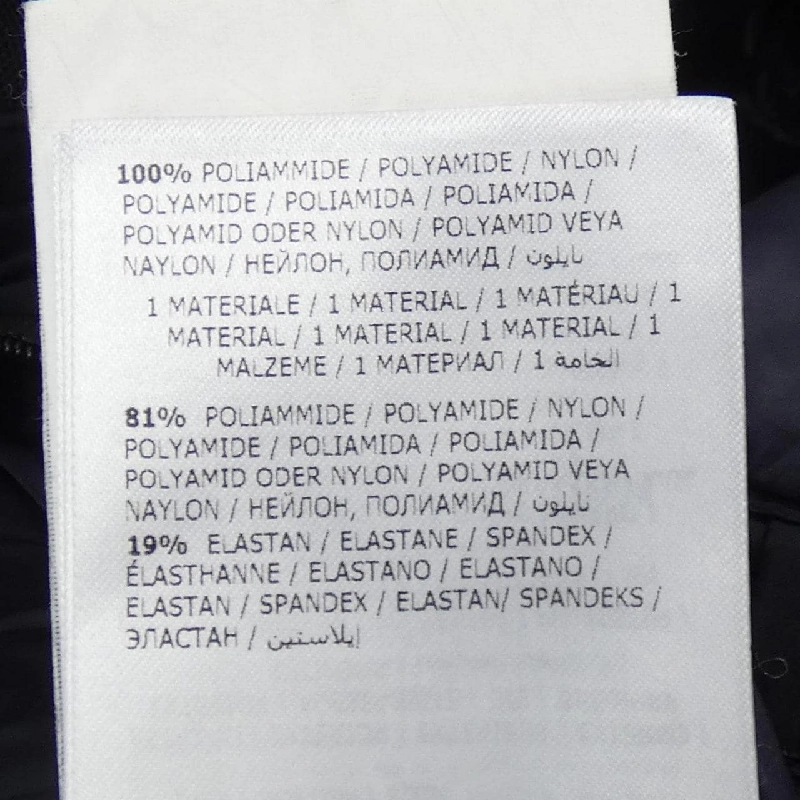 100% POLIAMMIDE / POLYAMIDE / NYLON /
POLYAMIDE / POLIAMIDA / POLIAMIDA /
POLYAMID ODER NYLON / POLYAMID VEYA
NAYLON / НЕЙЛОН, ПОЛИАМИД / نايلون
1 MATERIALE / 1 MATERIAL / 1 MATÉRIAU / 1
MATERIAL / 1 MATERIAL / 1 MATERIAL / 1
MALZEME / 1 МАТЕРИАЛ / 1 الخامة
81% POLIAMMIDE / POLYAMIDE / NYLON /
POLYAMIDE / POLIAMIDA / POLIAMIDA /
POLYAMID ODER NYLON / POLYAMID VEYA
NAYLON / НЕЙЛОН, ПОЛИАМИД / نايلون
19% ELASTAN / ELASTANE / SPANDEX /
ÉLASTHANNE / ELASTANO / ELASTANO /
ELASTAN / SPANDEX / ELASTAN/ SPANDEKS /
ЭЛАСТАН / إيلاستين